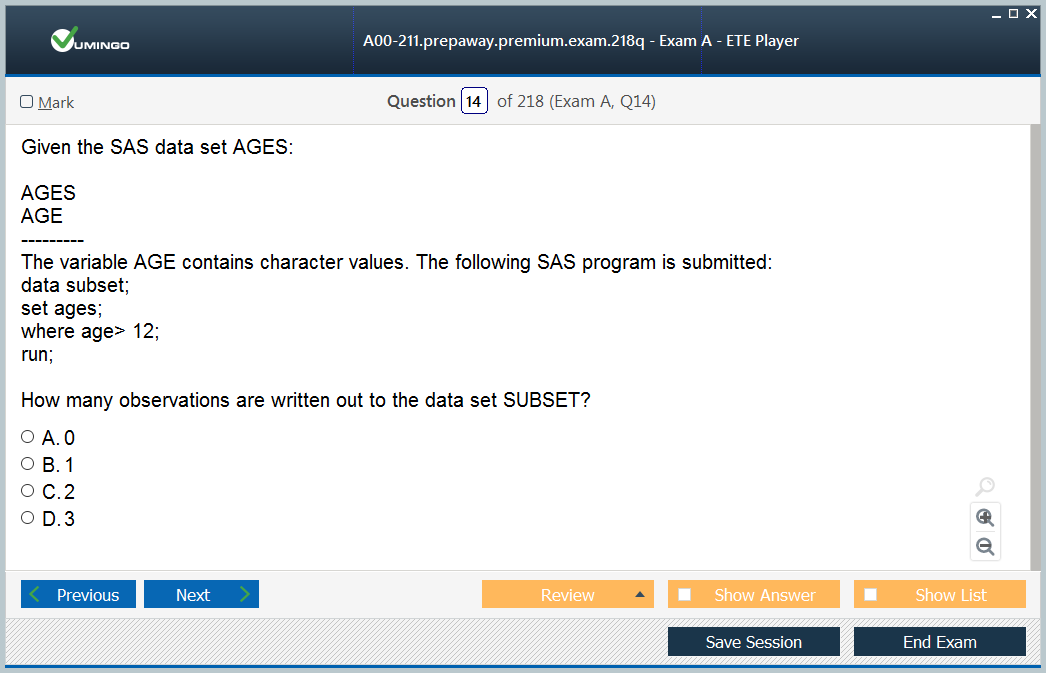 VUMINGO
A00-211.prepaway.premium.exam.218q - Exam A - ETE Player
Mark
Question 14 of 218 (Exam A, Q14)
Given the SAS data set AGES:
AGES
AGE
---------
The variable AGE contains character values. The following SAS program is submitted:
data subset;
set ages;
where age> 12;
run;
How many observations are written out to the data set SUBSET?
A. 0
B. 1
C. 2
D. 3
Previous
Next
Review
Show Answer
Show List
Save Session
End Exam